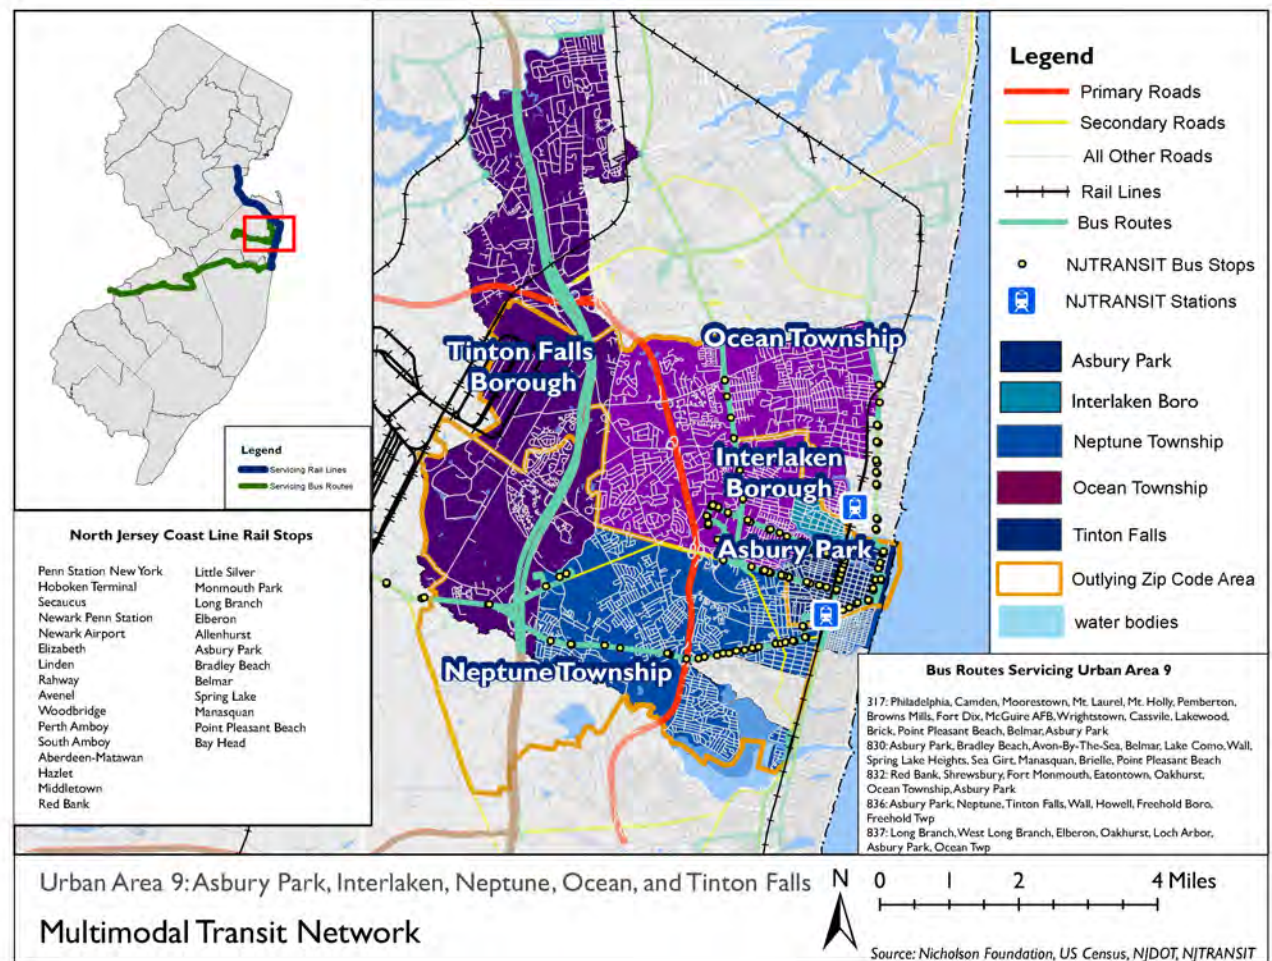 Legend
Servicing Rail Lines
Servicing Bus Routes
North Jersey Coast Line Rail Stops
Penn Station New York
Hoboken Terminal
Secaucus
Newark Penn Station
Newark Airport
Elizabeth
Linden
Rahway
Avenel
Woodbridge
Perth Amboy
South Amboy
Aberdeen-Matawan
Hazlet
Middletown
Red Bank
Little Silver
Monmouth Park
Long Branch
Elberon
Allenhurst
Asbury Park
Bradley Beach
Belmar
Spring Lake
Manasquan
Point Pleasant Beach
Bay Head
Tinton Falls
Borough
Ocean Township
Interlaken
Borough
Asbury Park
Neptune Township
Legend
Primary Roads
Secondary Roads
All Other Roads
Rail Lines
Bus Routes
NJTRANSIT Bus Stops
NJTRANSIT Stations
Asbury Park
Interlaken Boro
Neptune Township
Ocean Township
Tinton Falls
Outlying Zip Code Area
water bodies
Bus Routes Servicing Urban Area 9
317: Philadelphia, Camden, Moorestown, Mt. Laurel, Mt. Holly, Pemberton,
Browns Mills, Fort Dix, McGuire AFB, Wrightstown, Cassvile, Lakewood,
Brick, Point Pleasant Beach, Belmar, Asbury Park
830: Asbury Park, Bradley Beach, Avon-By-The-Sea, Belmar, Lake Como, Wall,
Spring Lake Heights, Sea Girt, Manasquan, Brielle, Point Pleasant Beach
832: Red Bank, Shrewsbury, Fort Monmouth, Eatontown, Oakhurst,
Ocean Township, Asbury Park
836: Asbury Park, Neptune, Tinton Falls, Wall, Howell, Freehold Boro,
Freehold Twp
837: Long Branch, West Long Branch, Elberon, Oakhurst, Loch Arbor,
Asbury Park, Ocean Twp
Urban Area 9: Asbury Park, Interlaken, Neptune, Ocean, and Tinton Falls
Multimodal Transit Network
N
0 1 2 4 Miles
Source: Nicholson Foundation, US Census, NJDOT, NJTRANSIT